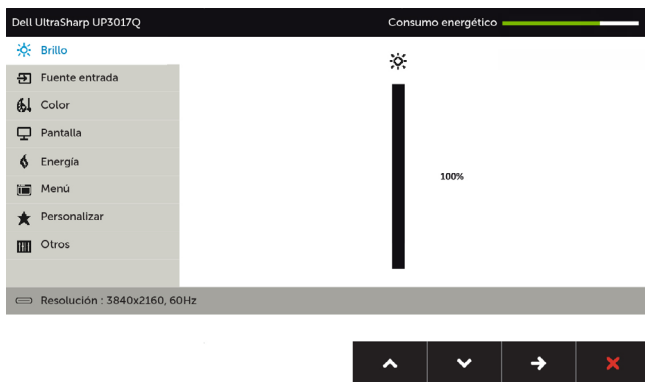 Dell UltraSharp UP3017Q
Consumo energético
Brillo
Fuente entrada
Color
Pantalla
Energía
Menú
Personalizar
Otros
100%
Resolución : 3840x2160, 60Hz